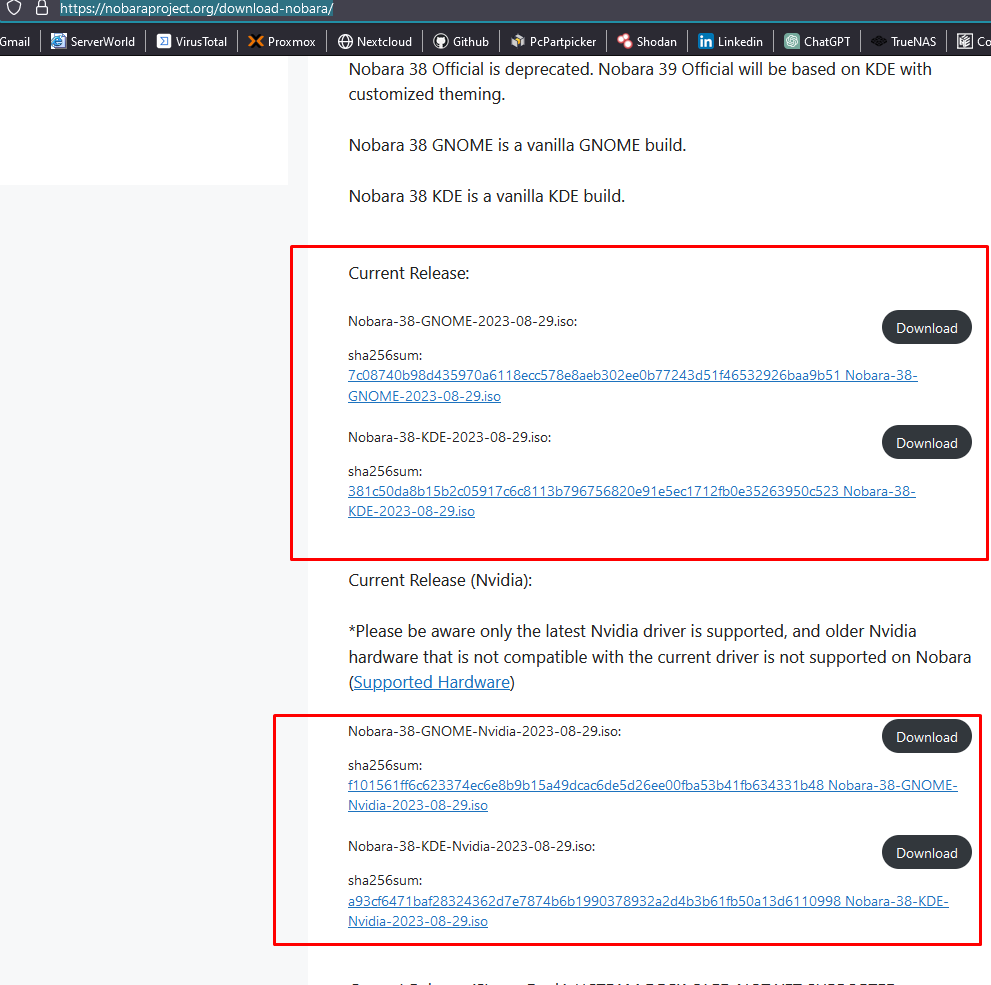 https://nobaraproject.org/download-nobara/
Gmail ServerWorld VirusTotal Proxmox Nextcloud Github PcPartpicker Shodan Linkedin ChatGPT TrueNAS Co
Nobara 38 Official is deprecated. Nobara 39 Official will be based on KDE with
customized theming.
Nobara 38 GNOME is a vanilla GNOME build.
Nobara 38 KDE is a vanilla KDE build.
Current Release:
Nobara-38-GNOME-2023-08-29.iso:
Download
sha256sum:
7c08740b98d435970a6118ecc578e8aeb302ee0b77243d51f46532926baa9b51 Nobara-38-
GNOME-2023-08-29.iso
Nobara-38-KDE-2023-08-29.iso:
Download
sha256sum:
381c50da8b15b2c05917c6c8113b796756820e91e5ec1712fb0e35263950c523 Nobara-38-
KDE-2023-08-29.iso
Current Release (Nvidia):
*Please be aware only the latest Nvidia driver is supported, and older Nvidia
hardware that is not compatible with the current driver is not supported on Nobara
(Supported Hardware)
Nobara-38-GNOME-Nvidia-2023-08-29.iso:
Download
sha256sum:
f101561ff6c623374ec6e8b9b15a49dcac6de5d26ee00fba53b41fb634331b48 Nobara-38-GNOME-
Nvidia-2023-08-29.iso
Nobara-38-KDE-Nvidia-2023-08-29.iso:
Download
sha256sum:
a93cf6471baf28324362d7e7874b6b1990378932a2d4b3b61fb50a13d6110998 Nobara-38-KDE-
Nvidia-2023-08-29.iso